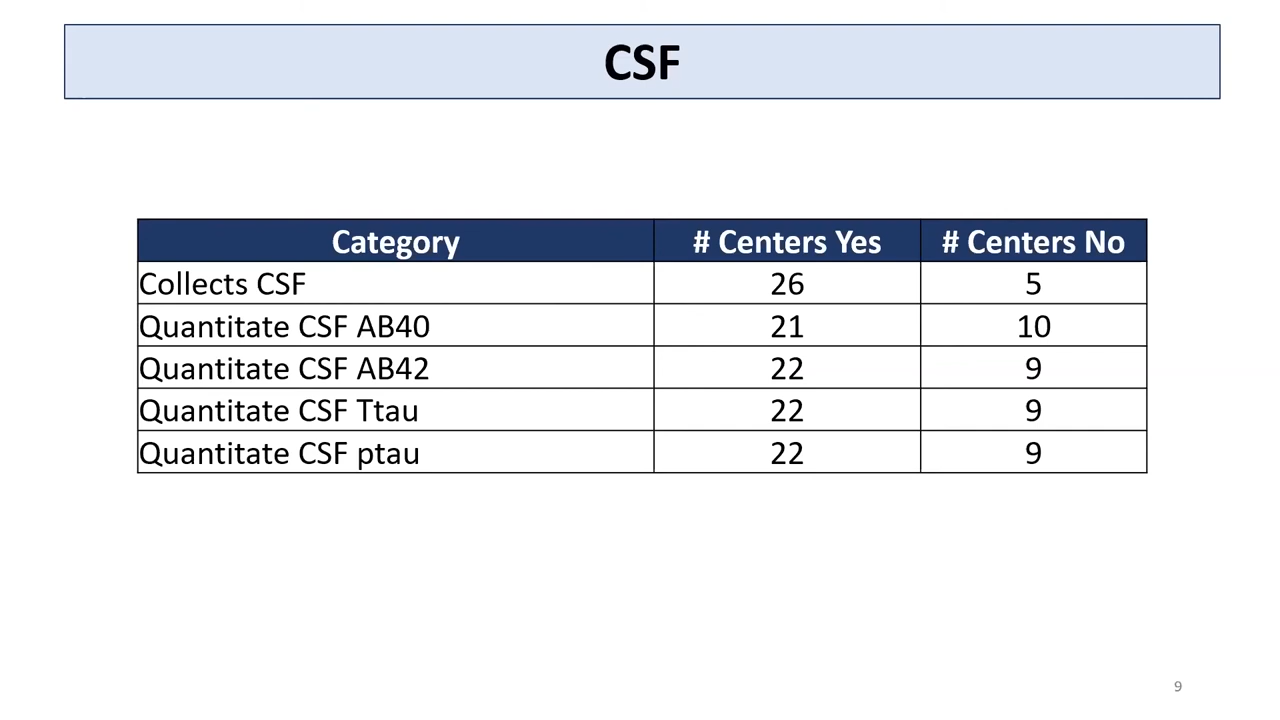 CSF
Category # Centers Yes # Centers No
Collects CSF 26 5
Quantitate CSF AB40 21 10
Quantitate CSF AB42 22 9
Quantitate CSF Ttau 22 9
Quantitate CSF ptau 22 9
9